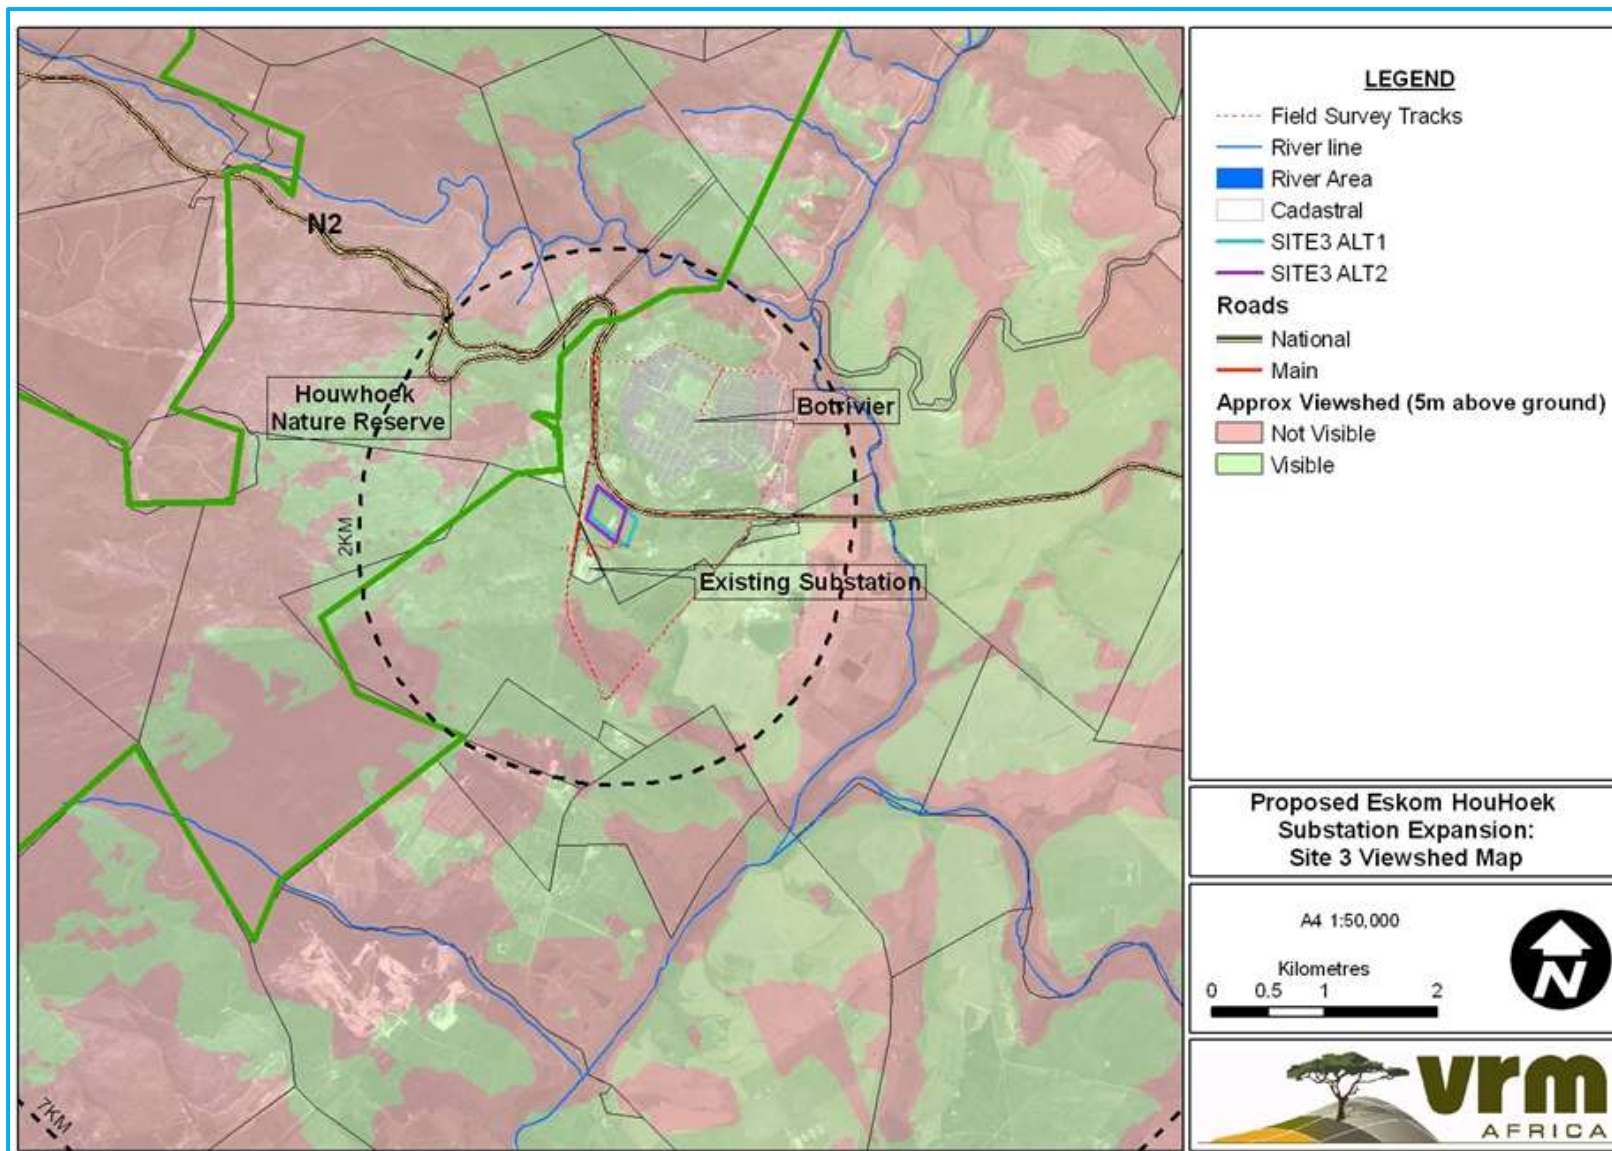 N2
Houwhoek
Nature Reserve
Botrivier
2KM
Existing Substation
7KM
LEGEND
Field Survey Tracks
River line
River Area
Cadastral
SITE3 ALT1
SITE3 ALT2
Roads
National
Main
Approx Viewshed (5m above ground)
Not Visible
Visible
Proposed Eskom HouHoek
Substation Expansion:
Site 3 Viewshed Map
A4 1:50,000
Kilometres
0 0.5 1 2
N
vrm
AFRICA